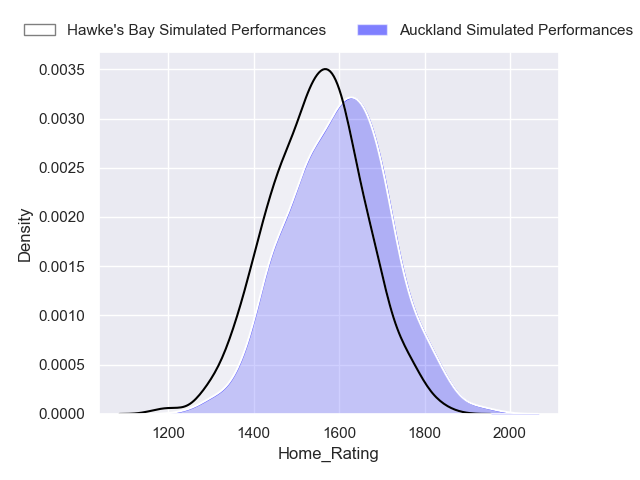 Hawke's Bay Simulated Performances
Auckland Simulated Performances
0.0035
0.0030
0.0025
0.0020
0.0015
0.0010
0.0005
0.0000
Density
1200 1400 1600 1800 2000
Home_Rating